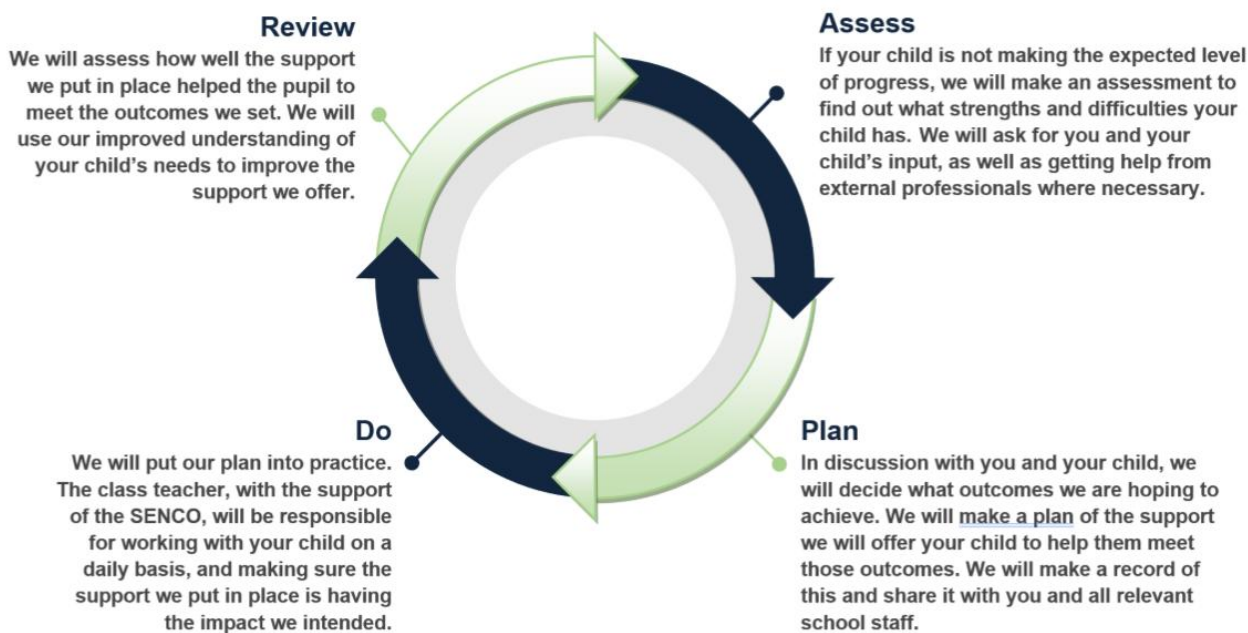 Review
We will assess how well the support
we put in place helped the pupil to
meet the outcomes we set. We will
use our improved understanding of
your child’s needs to improve the
support we offer.
Assess
If your child is not making the expected level
of progress, we will make an assessment to
find out what strengths and difficulties your
child has. We will ask for you and your
child’s input, as well as getting help from
external professionals where necessary.
Do
We will put our plan into practice.
The class teacher, with the support
of the SENCO, will be responsible
for working with your child on a
daily basis, and making sure the
support we put in place is having
the impact we intended.
Plan
In discussion with you and your child, we
will decide what outcomes we are hoping to
achieve. We will make a plan of the support
we will offer your child to help them meet
those outcomes. We will make a record of
this and share it with you and all relevant
school staff.